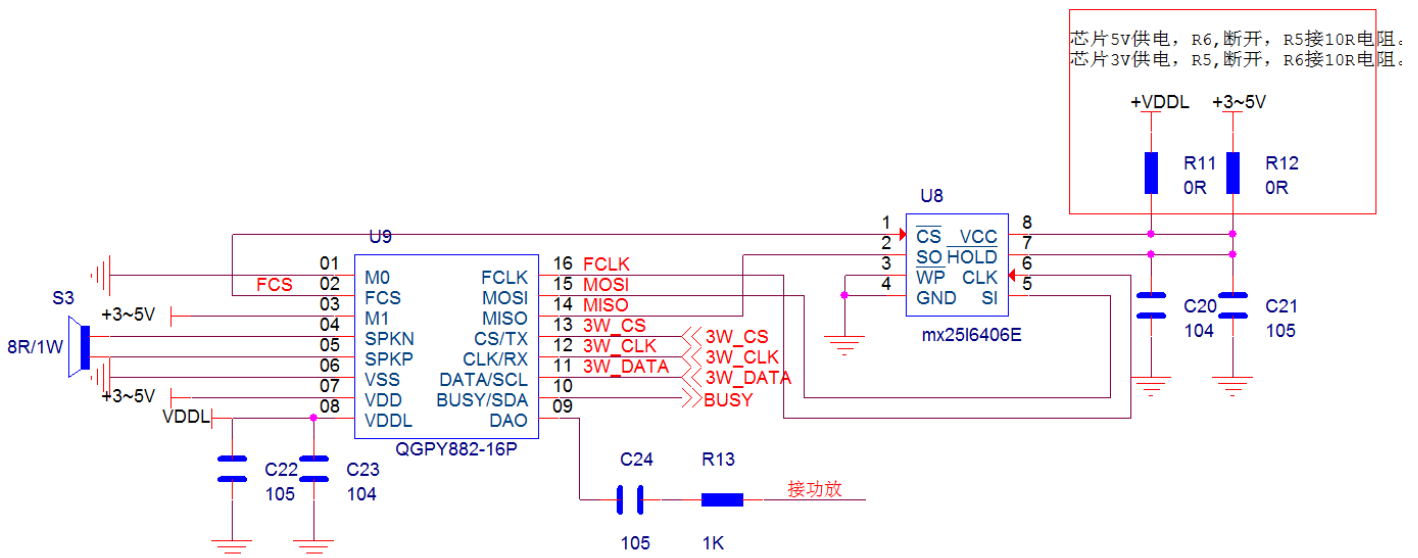 芯片5V供电，R6,断开，R5接10R电阻。
芯片3V供电，R5,断开，R6接10R电阻。
+VDDL
+3~5V
R11
0R
R12
0R
U8
1
2
3
4
CS
SO
WP
GND
VCC
HOLD
CLK
SI
8
7
6
5
mx25l6406E
C20
104
C21
105
U9
01
02
03
04
05
06
07
08
M0
FCS
M1
SPKN
SPKP
VSS
VDD
VDDL
FCLK
MOSI
MISO
CS/TX
CLK/RX
DATA/SCL
BUSY/SDA
DAO
16
15
14
13
12
11
10
09
FCLK
MOSI
MISO
3W_CS
3W_CLK
3W_DATA
3W_CS
3W_CLK
3W_DATA
BUSY
QGPY882-16P
FCS
S3
8R/1W
+3~5V
+3~5V
VDDL
C22
105
C23
104
C24
105
R13
1K
接功放